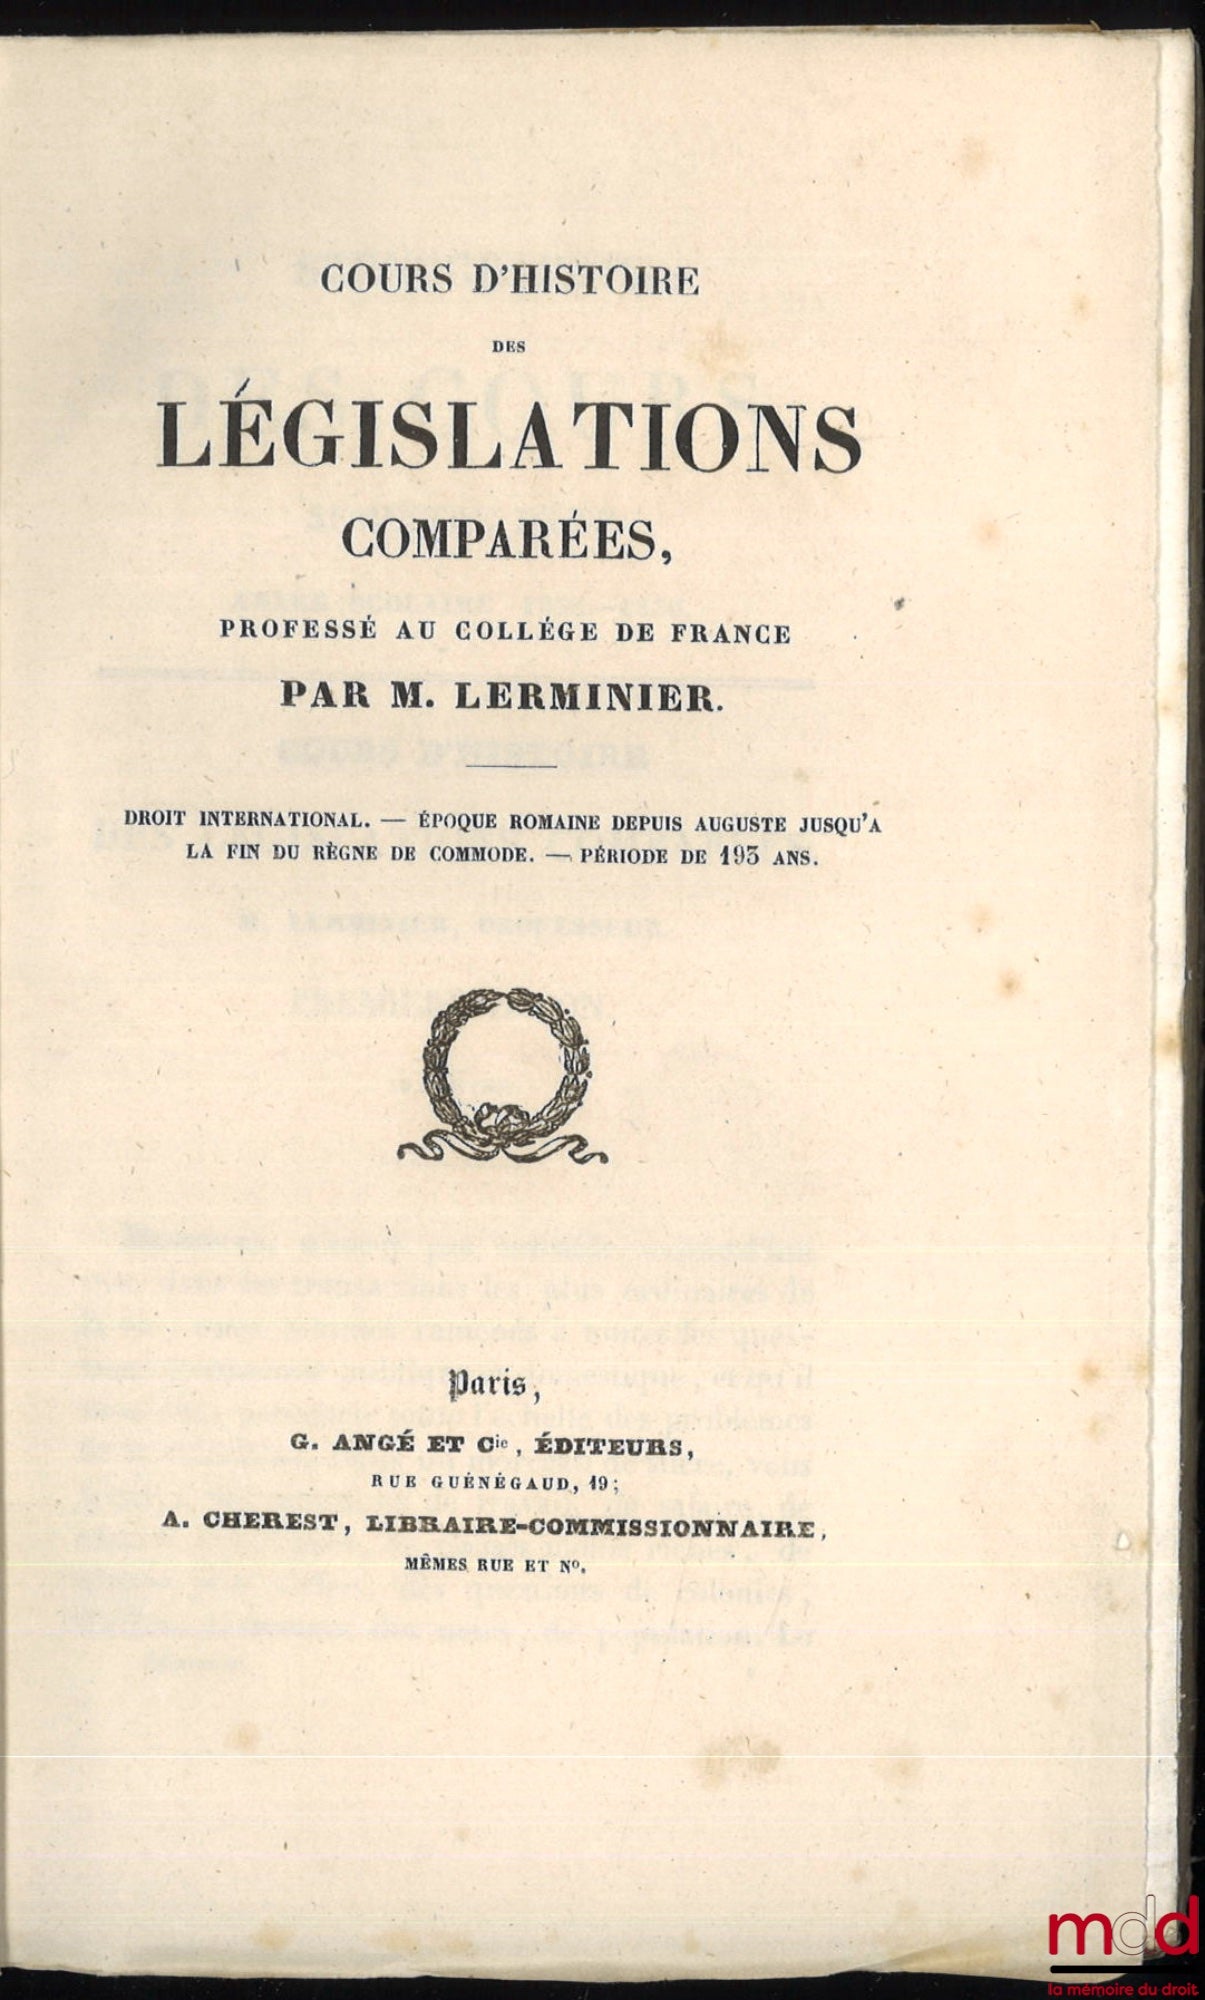 COURS D'HISTOIRE
DES
LÉGISLATIONS
COMPARÉES,
PROFESSÉ AU COLLÉGE DE FRANCE
PAR M. LERMINIER.
DROIT INTERNATIONAL. — ÉPOQUE ROMAINE DEPUIS AUGUSTE JUSQU'A
LA FIN DU RÈGNE DE COMMODE. — PÉRIODE DE 193 ANS.
Paris,
G. ANGÉ ET Cie, ÉDITEURS,
RUE GUÉNÉGAUD, 19;
A. CHEREST, LIBRAIRE-COMMISSIONNAIRE,
MÊMES RUE ET No.
mdd
la mémoire du droit